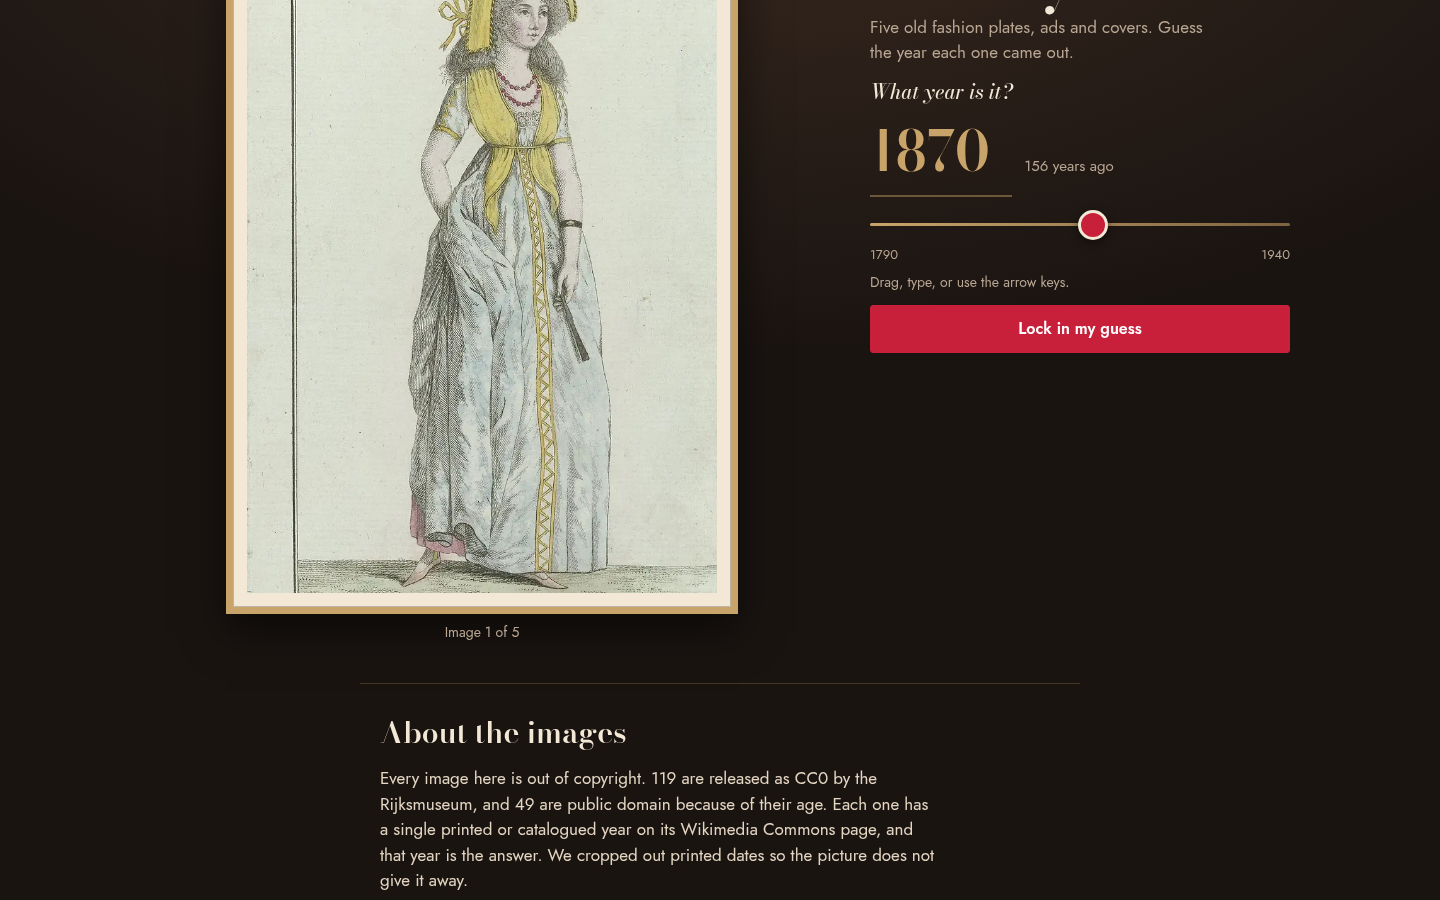 Five old fashion plates, ads and covers. Guess
the year each one came out.
What year is it?
1870
156 years ago
1790
1940
Drag, type, or use the arrow keys.
Lock in my guess
Image 1 of 5
About the images
Every image here is out of copyright. 119 are released as CC0 by the
Rijksmuseum, and 49 are public domain because of their age. Each one has
a single printed or catalogued year on its Wikimedia Commons page, and
that year is the answer. We cropped out printed dates so the picture does not
give it away.